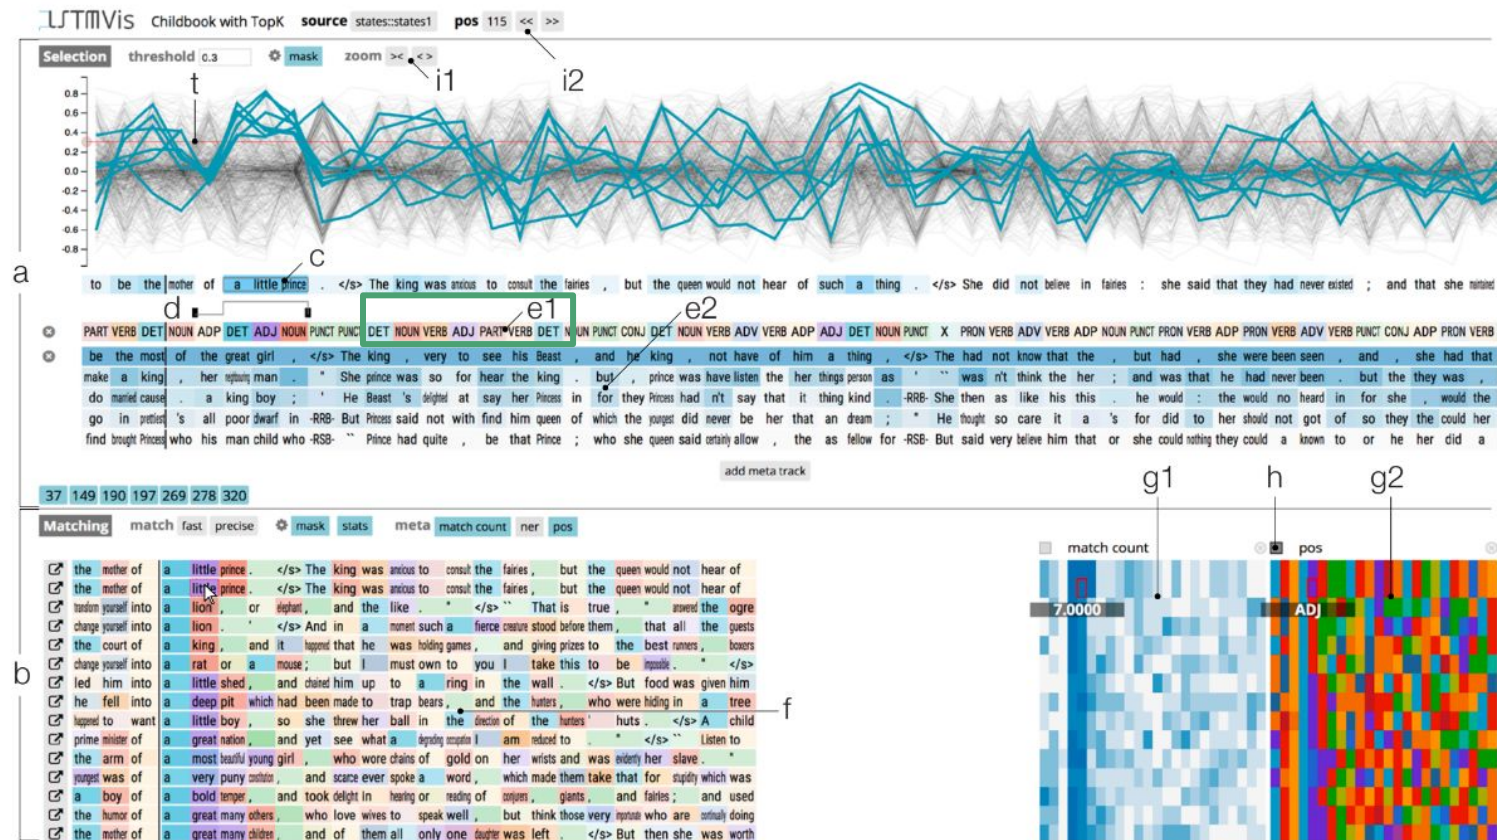 LSTMVis Childbook with TopK source states::states1 pos 115 << >>
Selection threshold 0.3 mask zoom >< <>
t i1 i2
0.8
0.6
0.4
0.2
0.0
-0.2
-0.4
-0.6
-0.8
a c
to be the mother of a little prince . </s> The king was anxious to consult the fairies , but the queen would not hear of such a thing . </s> She did not believe in fairies : she said that they had never existed ; and that she maintained
d e1 e2
PART VERB DET NOUN ADP DET ADJ NOUN PUNCT PUNCT DET NOUN VERB ADJ PART VERB DET NOUN PUNCT CONJ DET NOUN VERB ADV VERB ADP ADJ DET NOUN PUNCT X PRON VERB ADV VERB ADP NOUN PUNCT PRON VERB ADP PRON VERB ADV VERB PUNCT CONJ ADP PRON VERB
be the most of the great girl , </s> The king , very to see his Beast , and he king , not have of him a thing , </s> The had not know that the , but had , she were been seen , and , she had that
make a king , her neighbouring man . " She prince was so for hear the king . but , prince was have listen the her things person as ' `` was n't think the her ; and was that he had never been . but the they was ,
do married cause . a king boy ; ' He Beast 's delighted at say her Princess in for they Princess had n't say that it thing kind . -RRB- She then as like his this . he would : the would no heard in for she , would the
go in prettiest 's all poor dwarf in -RRB- But Princess said not with find him queen of which the youngest did never be her that an dream ; " He thought so care it a 's for did to her should not got of so they the could her
find brought Princess who his man child who -RSB- `` Prince had quite , be that Prince ; who she queen said certainly allow , the as fellow for -RSB- But said very believe him that or she could nothing they could a known to or he her did a
add meta track
37 149 190 197 269 278 320
g1 h g2
Matching match fast precise mask stats meta match count ner pos
match count pos
b
the mother of a little prince . </s> The king was anxious to consult the fairies , but the queen would not hear of
the mother of a little prince . </s> The king was anxious to consult the fairies , but the queen would not hear of
transform yourself into a lion , or elephant , and the like . " </s> `` That is true , " answered the ogre
change yourself into a lion . ' </s> And in a moment such a fierce creature stood before them , that all the guests
the court of a king , and it happened that he was holding games , and giving prizes to the best runners , boxers
change yourself into a rat or a mouse ; but I must own to you I take this to be impossible . " </s>
led him into a little shed , and chained him up to a ring in the wall . </s> But food was given him
he fell into a deep pit which had been made to trap bears , and the hunters , who were hiding in a tree
happened to want a little boy , so she threw her ball in the direction of the hunters ' huts . </s> A child
prime minister of a great nation , and yet see what a degrading occupation I am reduced to . " </s> `` Listen to
the arm of a most beautiful young girl , who wore chains of gold on her wrists and was evidently her slave . "
youngest was of a very puny constitution , and scarce ever spoke a word , which made them take that for stupidity which was
a boy of a bold temper , and took delight in hearing or reading of conjurers , giants , and fairies ; and used
the humor of a great many others , who love wives to speak well , but think those very importunate who are continually doing
the mother of a great many children , and of them all only one daughter was left . </s> But then she was worth
f
7.0000 ADJ